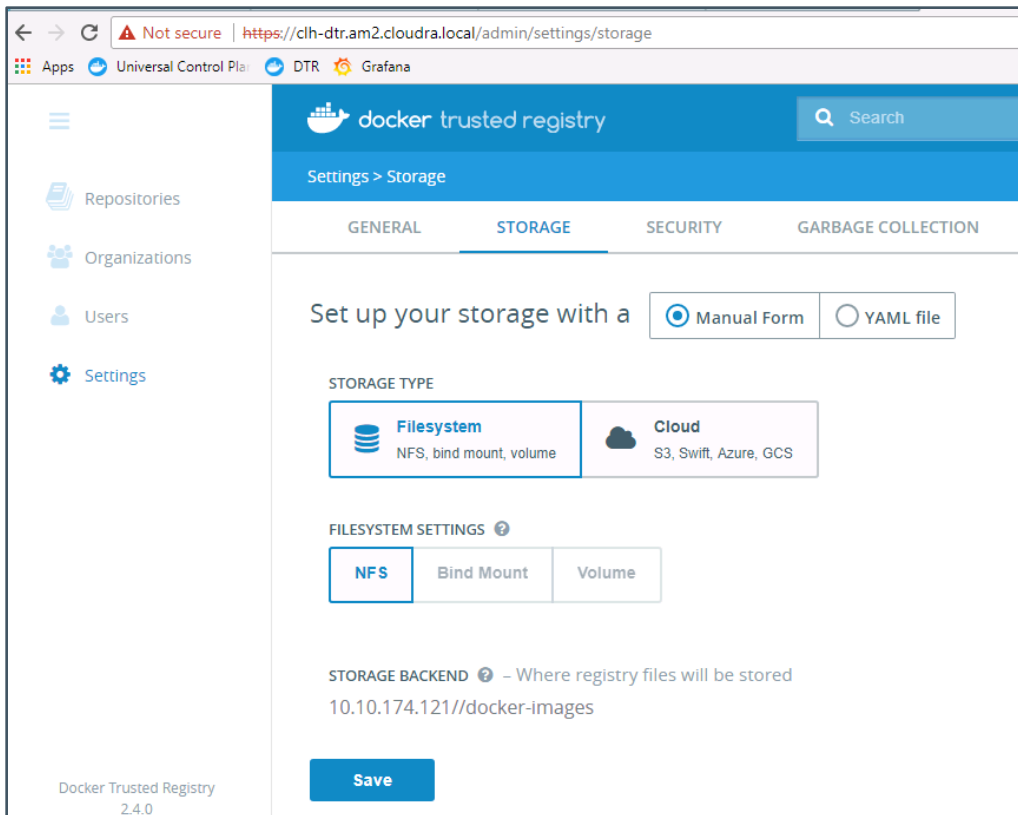 Not secure | https://clh-dtr.am2.cloudra.local/admin/settings/storage
Apps Universal Control Pla DTR Grafana
docker trusted registry
Search
Settings > Storage
Repositories
Organizations
Users
Settings
GENERAL STORAGE SECURITY GARBAGE COLLECTION
Set up your storage with a Manual Form YAML file
STORAGE TYPE
Filesystem
NFS, bind mount, volume
Cloud
S3, Swift, Azure, GCS
FILESYSTEM SETTINGS ?
NFS Bind Mount Volume
STORAGE BACKEND ? – Where registry files will be stored
10.10.174.121//docker-images
Save
Docker Trusted Registry
2.4.0